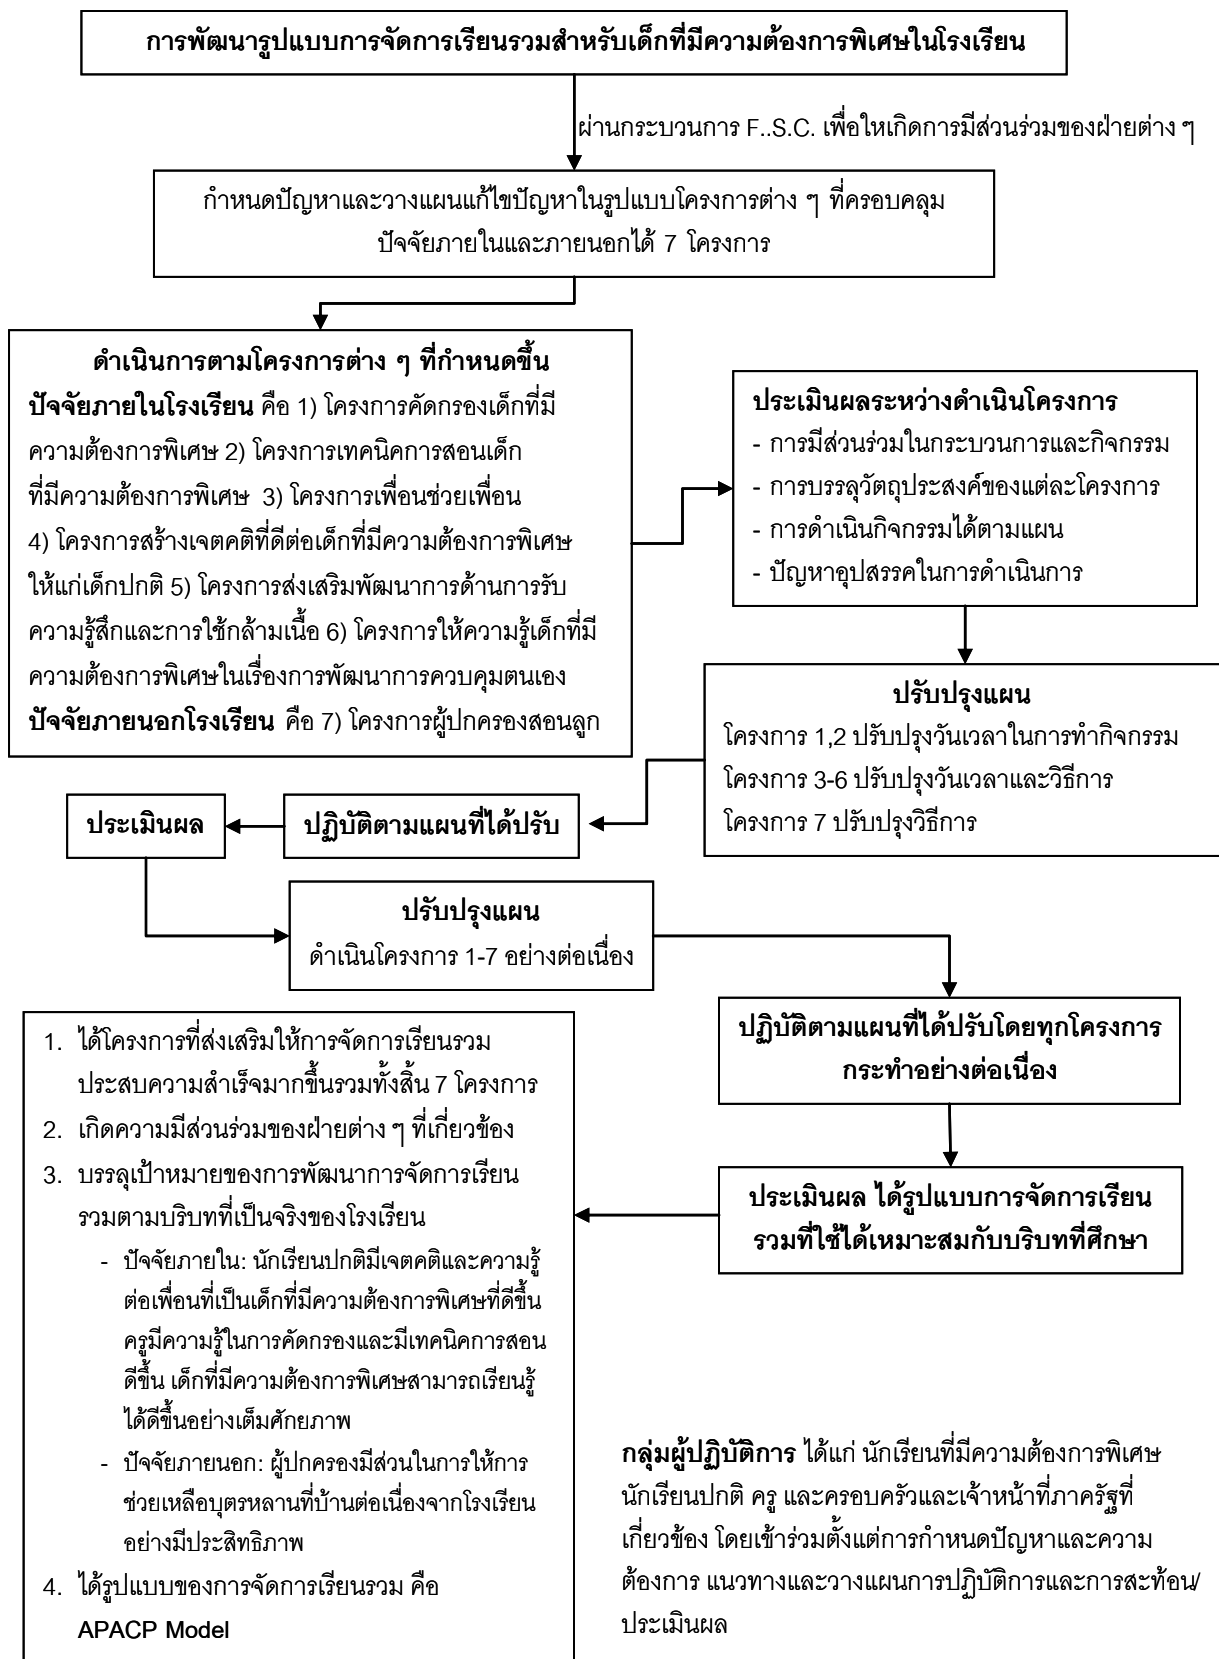 การพัฒนารูปแบบการจัดการเรียนรวมสำหรับเด็กที่มีความต้องการพิเศษในโรงเรียน
ผ่านกระบวนการ F..S.C. เพื่อใหเกิดการมีส่วนร่วมของฝ่ายต่าง ๆ
กำหนดปัญหาและวางแผนแก้ไขปัญหาในรูปแบบโครงการต่าง ๆ ที่ครอบคลุม
ปัจจัยภายในและภายนอกได้ 7 โครงการ
ดำเนินการตามโครงการต่าง ๆ ที่กำหนดขึ้น
ปัจจัยภายในโรงเรียน คือ 1) โครงการคัดกรองเด็กที่มี
ความต้องการพิเศษ 2) โครงการเทคนิคการสอนเด็ก
ที่มีความต้องการพิเศษ 3) โครงการเพื่อนช่วยเพื่อน
4) โครงการสร้างเจตคติที่ดีต่อเด็กที่มีความต้องการพิเศษ
ให้แก่เด็กปกติ 5) โครงการส่งเสริมพัฒนาการด้านการรับ
ความรู้สึกและการใช้กล้ามเนื้อ 6) โครงการให้ความรู้เด็กที่มี
ความต้องการพิเศษในเรื่องการพัฒนาการควบคุมตนเอง
ปัจจัยภายนอกโรงเรียน คือ 7) โครงการผู้ปกครองสอนลูก
ประเมินผลระหว่างดำเนินโครงการ
- การมีส่วนร่วมในกระบวนการและกิจกรรม
- การบรรลุวัตถุประสงค์ของแต่ละโครงการ
- การดำเนินกิจกรรมได้ตามแผน
- ปัญหาอุปสรรคในการดำเนินการ
ปรับปรุงแผน
โครงการ 1,2 ปรับปรุงวันเวลาในการทำกิจกรรม
โครงการ 3-6 ปรับปรุงวันเวลาและวิธีการ
โครงการ 7 ปรับปรุงวิธีการ
ปฏิบัติตามแผนที่ได้ปรับ
ประเมินผล
ปรับปรุงแผน
ดำเนินโครงการ 1-7 อย่างต่อเนื่อง
ปฏิบัติตามแผนที่ได้ปรับโดยทุกโครงการ
กระทำอย่างต่อเนื่อง
ประเมินผล ได้รูปแบบการจัดการเรียน
รวมที่ใช้ได้เหมาะสมกับบริบทที่ศึกษา
1. ได้โครงการที่ส่งเสริมให้การจัดการเรียนรวม
ประสบความสำเร็จมากขึ้นรวมทั้งสิ้น 7 โครงการ
2. เกิดความมีส่วนร่วมของฝ่ายต่าง ๆ ที่เกี่ยวข้อง
3. บรรลุเป้าหมายของการพัฒนาการจัดการเรียน
รวมตามบริบทที่เป็นจริงของโรงเรียน
- ปัจจัยภายใน: นักเรียนปกติมีเจตคติและความรู้
ต่อเพื่อนที่เป็นเด็กที่มีความต้องการพิเศษที่ดีขึ้น
ครูมีความรู้ในการคัดกรองและมีเทคนิคการสอน
ดีขึ้น เด็กที่มีความต้องการพิเศษสามารถเรียนรู้
ได้ดีขึ้นอย่างเต็มศักยภาพ
- ปัจจัยภายนอก: ผู้ปกครองมีส่วนในการให้การ
ช่วยเหลือบุตรหลานที่บ้านต่อเนื่องจากโรงเรียน
อย่างมีประสิทธิภาพ
4. ได้รูปแบบของการจัดการเรียนรวม คือ
APACP Model
กลุ่มผู้ปฏิบัติการ ได้แก่ นักเรียนที่มีความต้องการพิเศษ
นักเรียนปกติ ครู และครอบครัวและเจ้าหน้าที่ภาครัฐที่
เกี่ยวข้อง โดยเข้าร่วมตั้งแต่การกำหนดปัญหาและความ
ต้องการ แนวทางและวางแผนการปฏิบัติการและการสะท้อน/
ประเมินผล